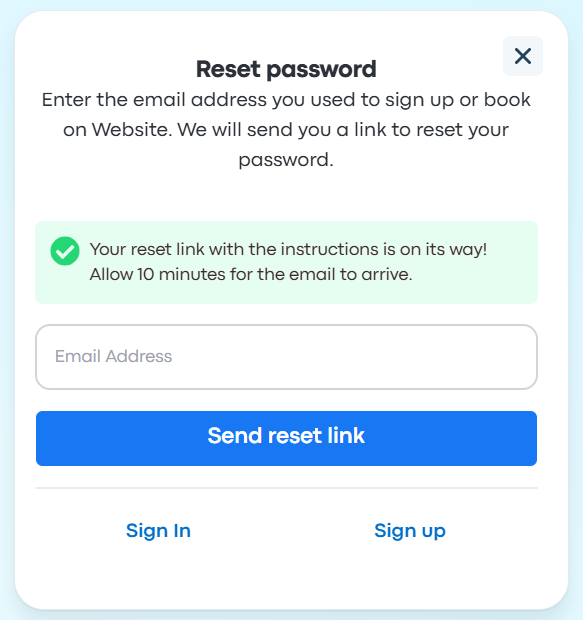 Reset password
Enter the email address you used to sign up or book
on Website. We will send you a link to reset your
password.
Your reset link with the instructions is on its way!
Allow 10 minutes for the email to arrive.
Email Address
Send reset link
Sign In
Sign up